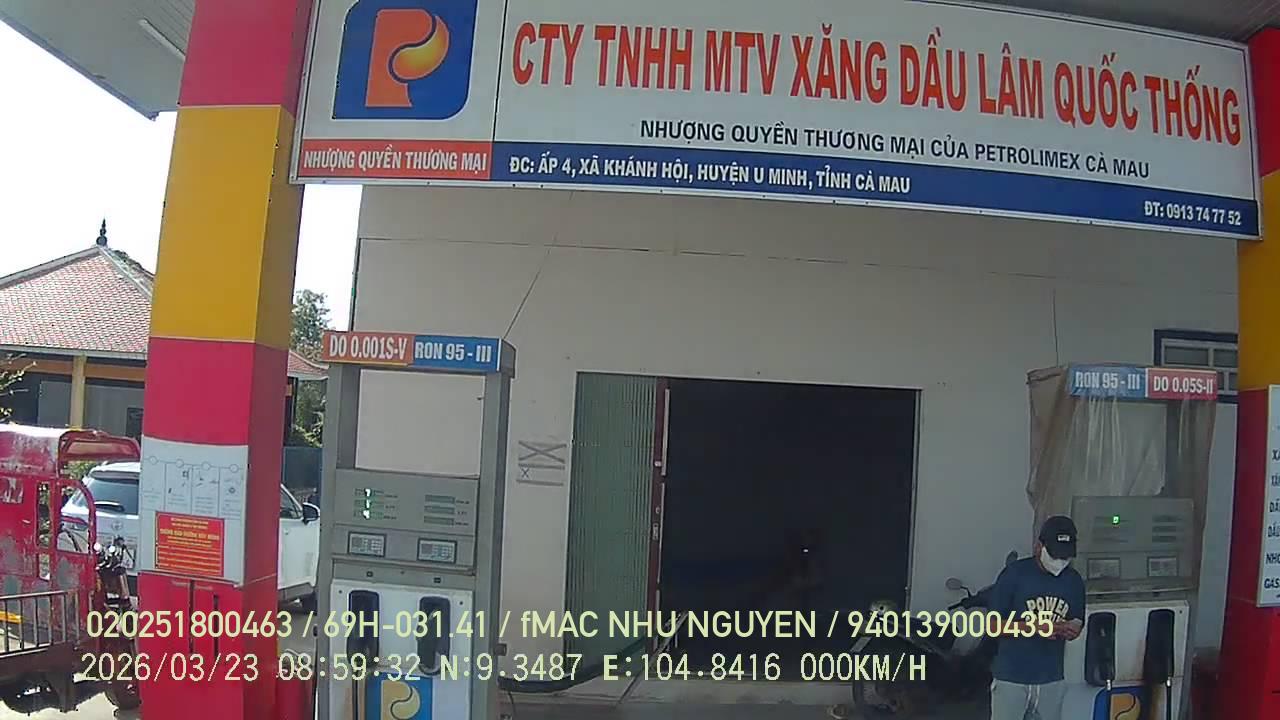 CTY TNHH MTV XĂNG DẦU LÂM QUỐC THỐNG
NHƯỢNG QUYỀN THƯƠNG MẠI CỦA PETROLIMEX CÀ MAU
NHƯỢNG QUYỀN THƯƠNG MẠI
ĐC: ẤP 4, XÃ KHÁNH HỘI, HUYỆN U MINH, TỈNH CÀ MAU
ĐT: 0913 74 77 52
DO 0.001S-V RON 95 - III
RON 95 - III DO 0.05S-II
POWER
020251800463 / 69H-031.41 / fMAC NHU NGUYEN / 940139000435
2026/03/23 08:59:32 N:9.3487 E:104.8416 000KM/H